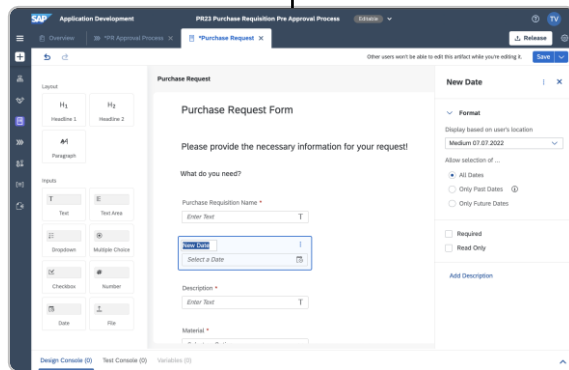 SAP Application Development PR23 Purchase Requisition Pre Approval Process Editable TV
Overview *PR Approval Process *Purchase Request Release
Other users won't be able to edit this artifact while you're editing it. Save
Layout
H1 H2
Headline 1 Headline 2
Paragraph
Inputs
T
Text Text Area
Dropdown Multiple Choice
#
Checkbox Number
Date File
Purchase Request
Purchase Request Form
Please provide the necessary information for your request!
What do you need?
Purchase Requisition Name *
Enter Text T
New Date
Select a Date
Description *
Enter Text T
Material *
New Date
Format
Display based on user's location
Medium 07.07.2022
Allow selection of ...
All Dates
Only Past Dates
Only Future Dates
Required
Read Only
Add Description
Design Console (0) Test Console (0) Variables (0)